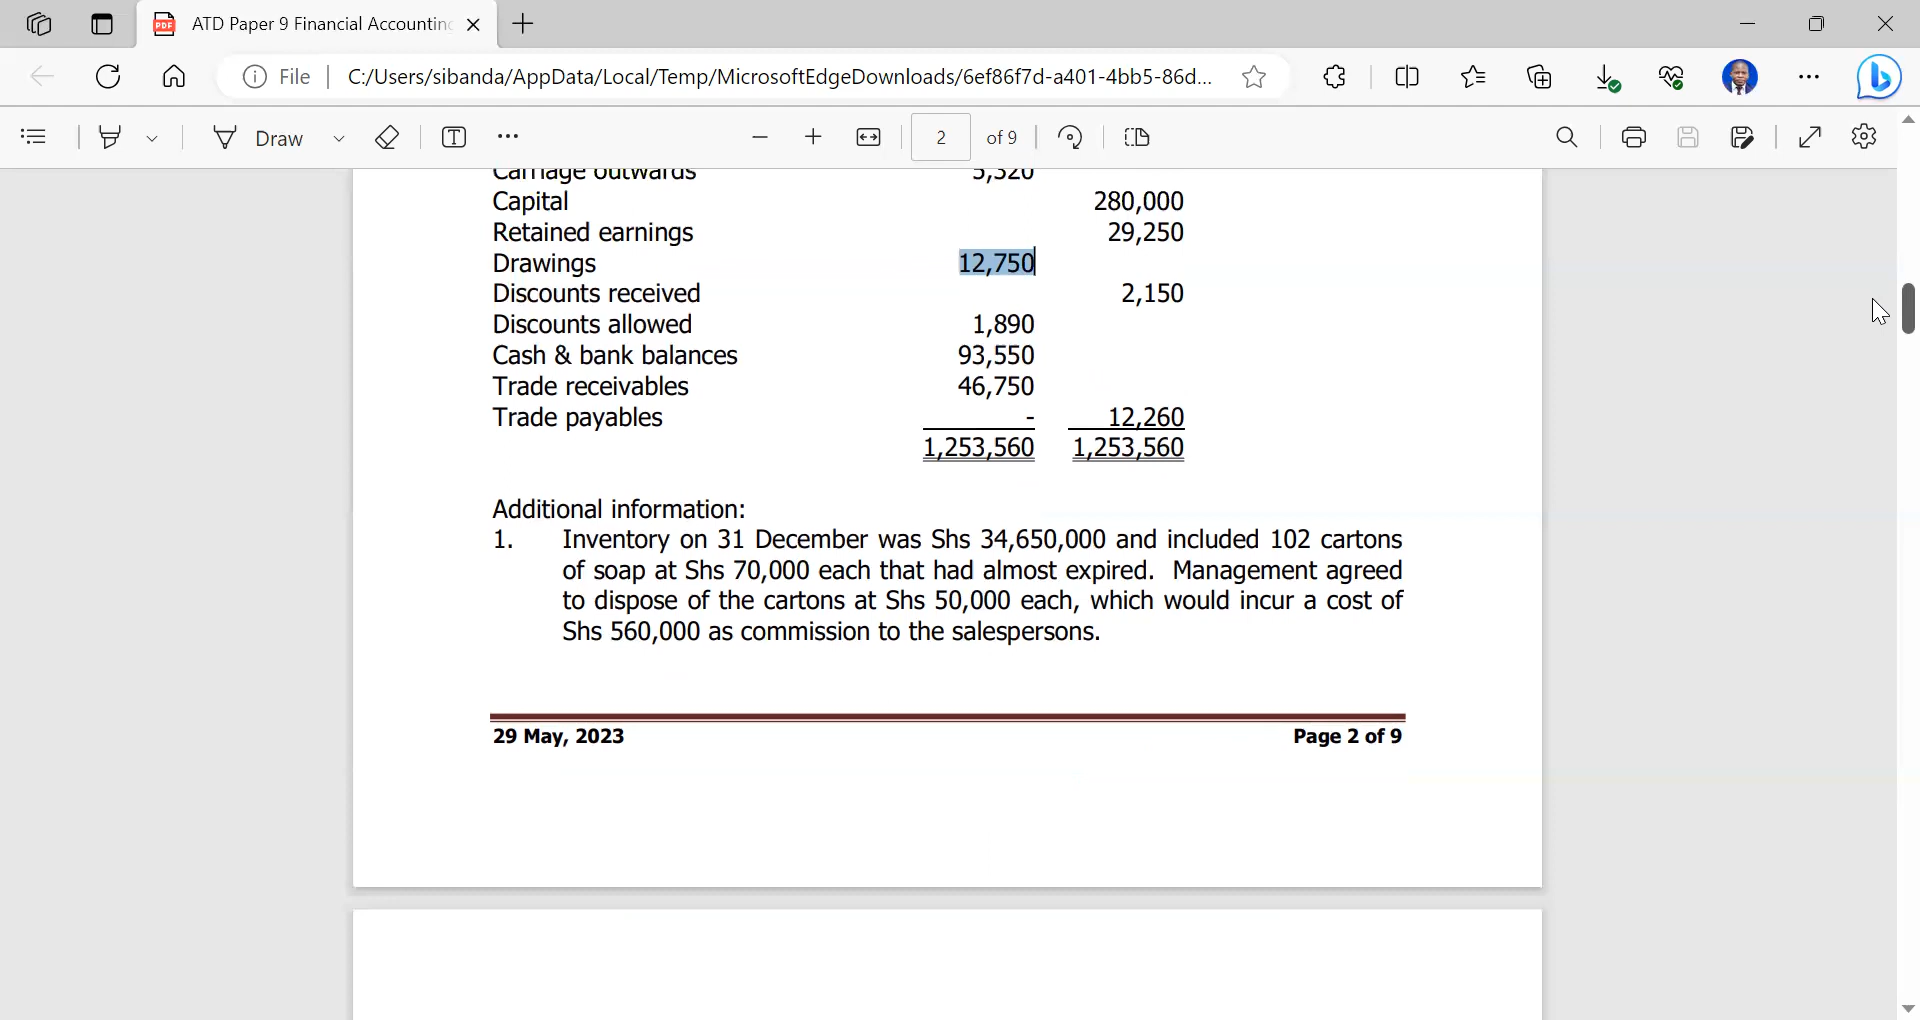 ATD Paper 9 Financial Accounting
File C:/Users/sibanda/AppData/Local/Temp/MicrosoftEdgeDownloads/6ef86f7d-a401-4bb5-86d...
Draw 2 of 9
Carriage outwards 5,320
Capital 280,000
Retained earnings 29,250
Drawings 12,750
Discounts received 2,150
Discounts allowed 1,890
Cash & bank balances 93,550
Trade receivables 46,750
Trade payables - 12,260
1,253,560 1,253,560
Additional information:
1. Inventory on 31 December was Shs 34,650,000 and included 102 cartons
of soap at Shs 70,000 each that had almost expired. Management agreed
to dispose of the cartons at Shs 50,000 each, which would incur a cost of
Shs 560,000 as commission to the salespersons.
29 May, 2023 Page 2 of 9